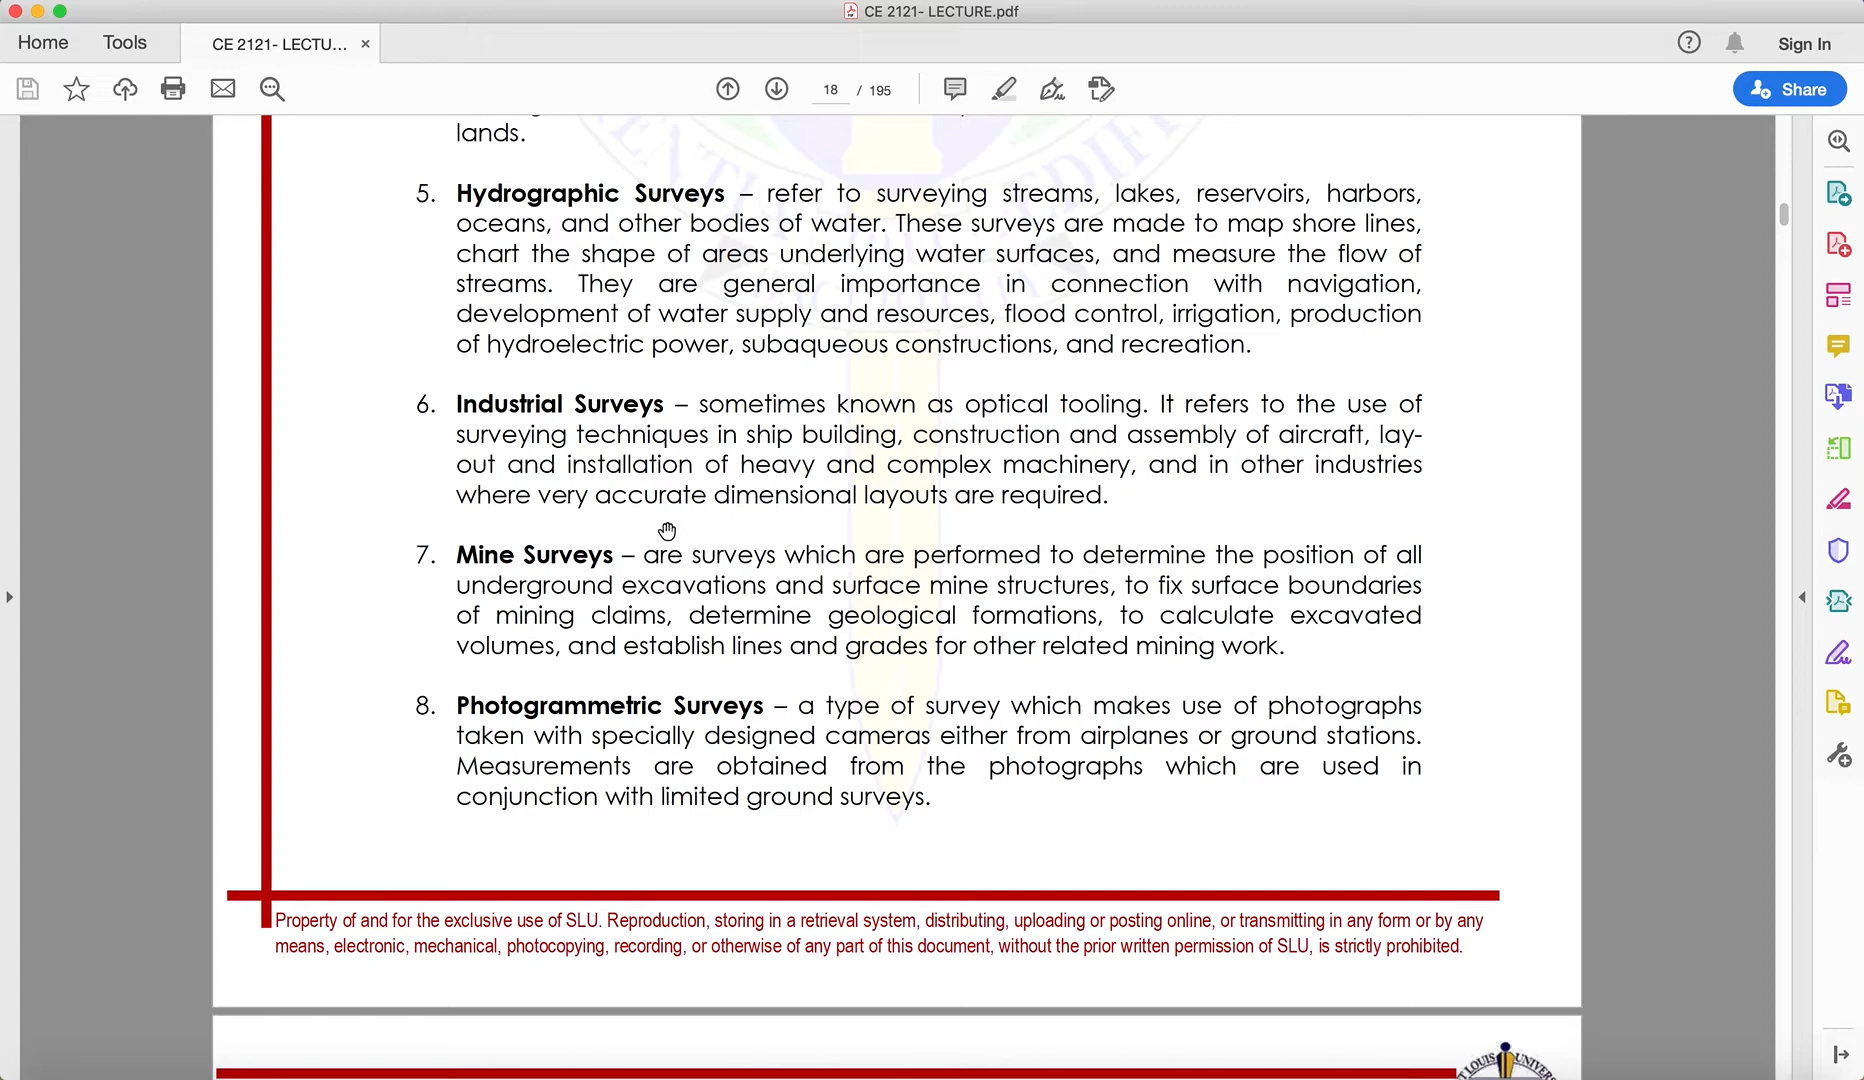 CE 2121- LECTURE.pdf
Home
Tools
CE 2121- LECTU...
Sign In
18 / 195
Share
lands.
5. Hydrographic Surveys – refer to surveying streams, lakes, reservoirs, harbors,
oceans, and other bodies of water. These surveys are made to map shore lines,
chart the shape of areas underlying water surfaces, and measure the flow of
streams. They are general importance in connection with navigation,
development of water supply and resources, flood control, irrigation, production
of hydroelectric power, subaqueous constructions, and recreation.
6. Industrial Surveys – sometimes known as optical tooling. It refers to the use of
surveying techniques in ship building, construction and assembly of aircraft, lay-
out and installation of heavy and complex machinery, and in other industries
where very accurate dimensional layouts are required.
7. Mine Surveys – are surveys which are performed to determine the position of all
underground excavations and surface mine structures, to fix surface boundaries
of mining claims, determine geological formations, to calculate excavated
volumes, and establish lines and grades for other related mining work.
8. Photogrammetric Surveys – a type of survey which makes use of photographs
taken with specially designed cameras either from airplanes or ground stations.
Measurements are obtained from the photographs which are used in
conjunction with limited ground surveys.
Property of and for the exclusive use of SLU. Reproduction, storing in a retrieval system, distributing, uploading or posting online, or transmitting in any form or by any
means, electronic, mechanical, photocopying, recording, or otherwise of any part of this document, without the prior written permission of SLU, is strictly prohibited.